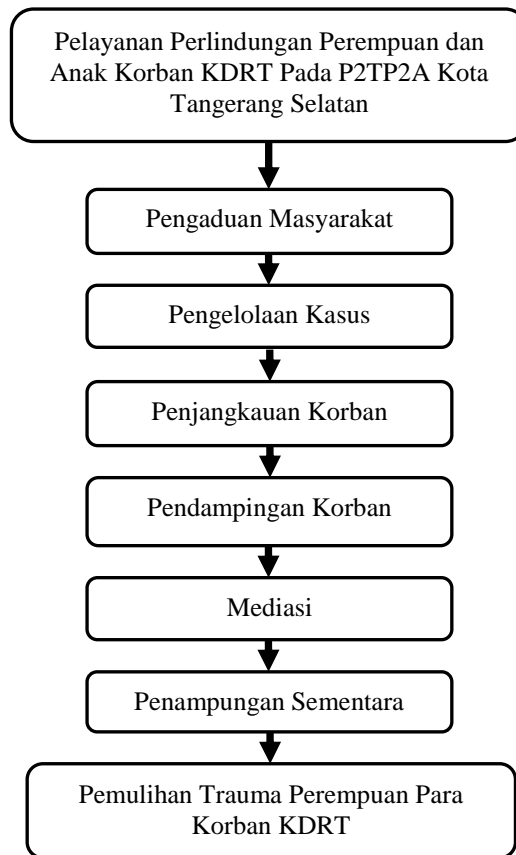 Pelayanan Perlindungan Perempuan dan
Anak Korban KDRT Pada P2TP2A Kota
Tangerang Selatan
Pengaduan Masyarakat
Pengelolaan Kasus
Penjangkauan Korban
Pendampingan Korban
Mediasi
Penampungan Sementara
Pemulihan Trauma Perempuan Para
Korban KDRT